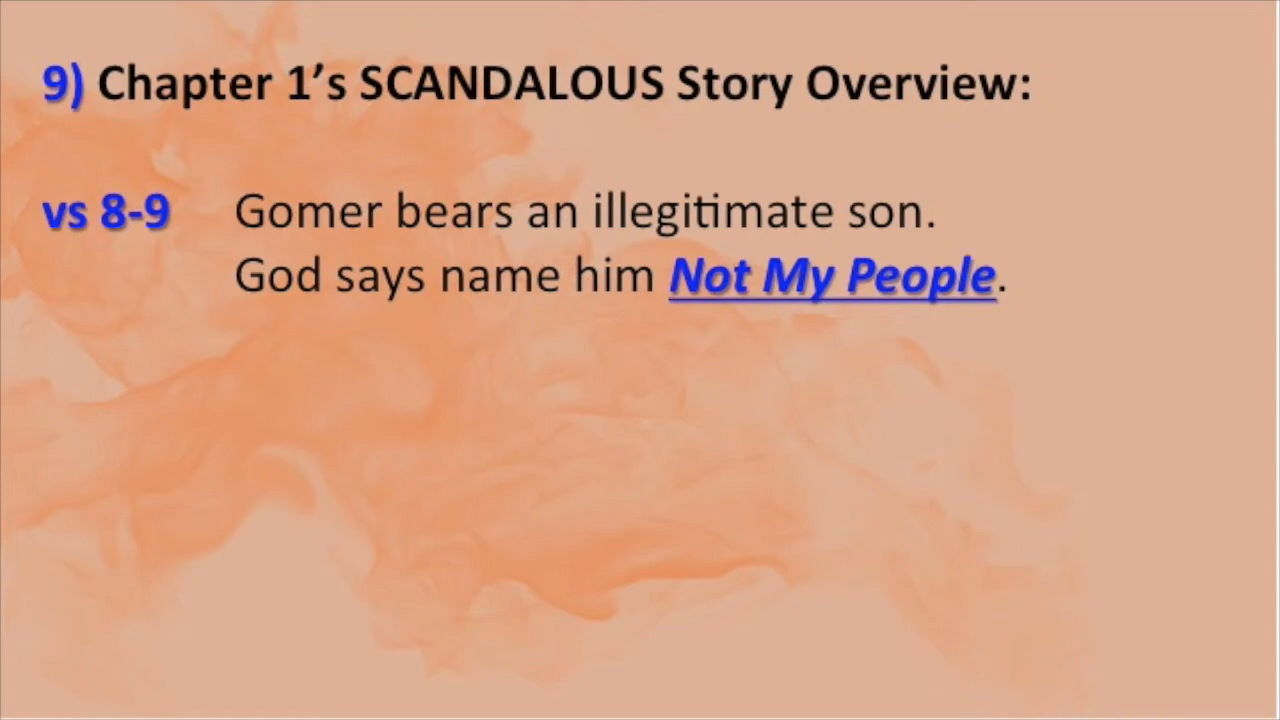 9) Chapter 1’s SCANDALOUS Story Overview:
vs 8-9 Gomer bears an illegitimate son.
God says name him Not My People.